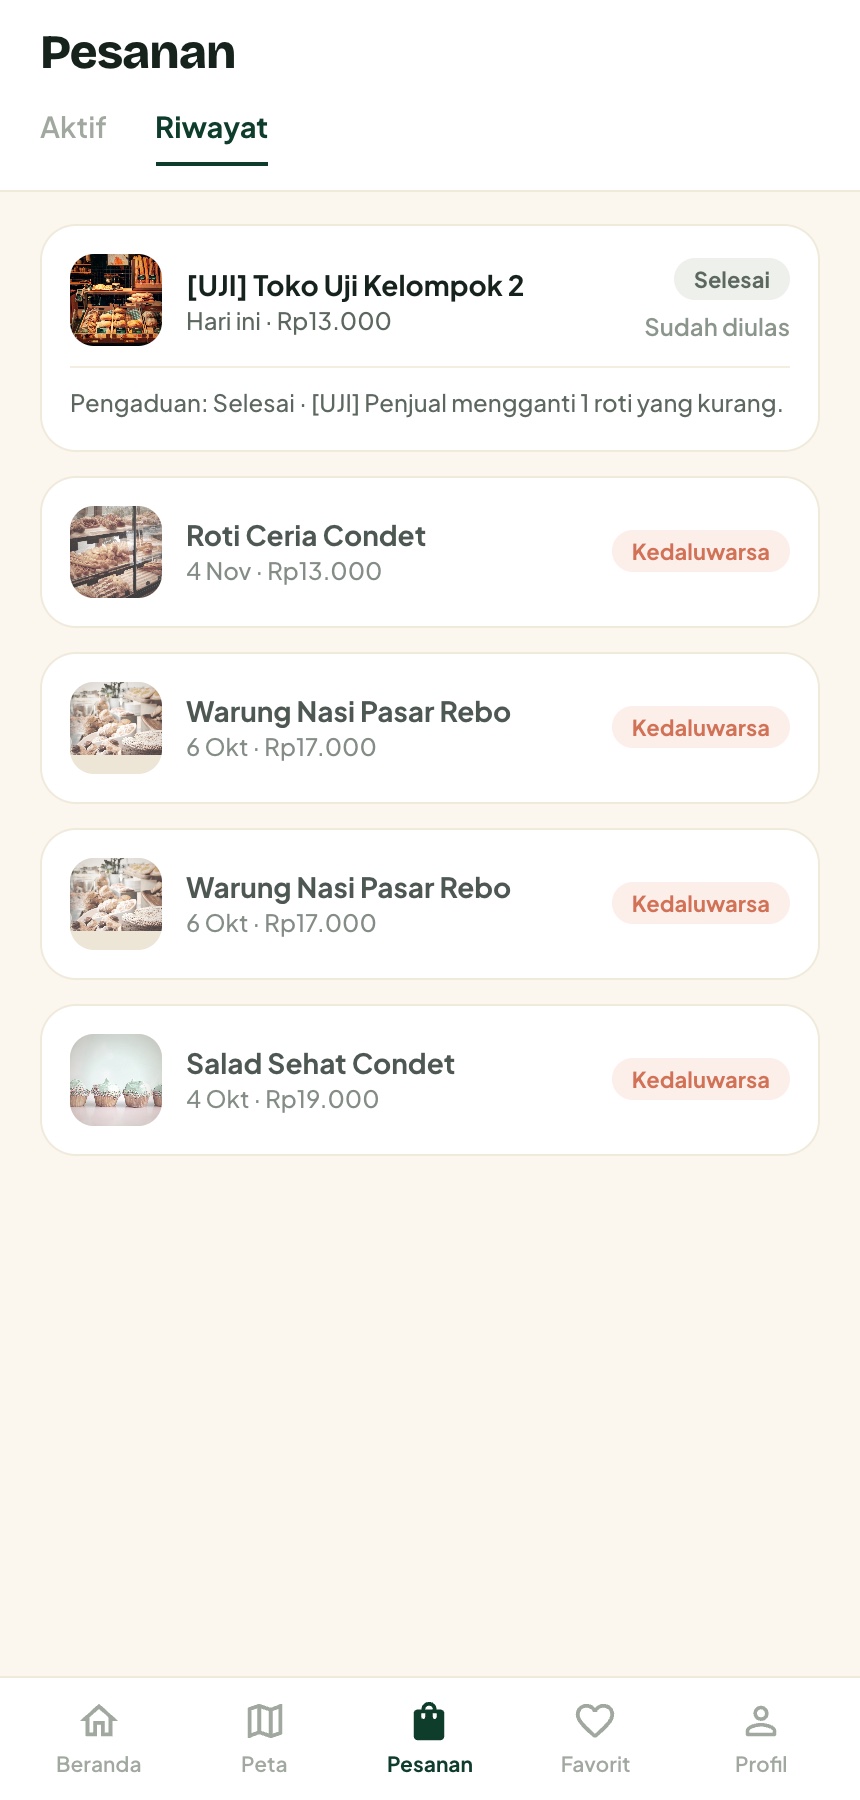 Pesanan
Aktif
Riwayat
[UJI] Toko Uji Kelompok 2
Hari ini · Rp13.000
Selesai
Sudah diulas
Pengaduan: Selesai · [UJI] Penjual mengganti 1 roti yang kurang.
Roti Ceria Condet
4 Nov · Rp13.000
Kedaluwarsa
Warung Nasi Pasar Rebo
6 Okt · Rp17.000
Kedaluwarsa
Warung Nasi Pasar Rebo
6 Okt · Rp17.000
Kedaluwarsa
Salad Sehat Condet
4 Okt · Rp19.000
Kedaluwarsa
Beranda
Peta
Pesanan
Favorit
Profil